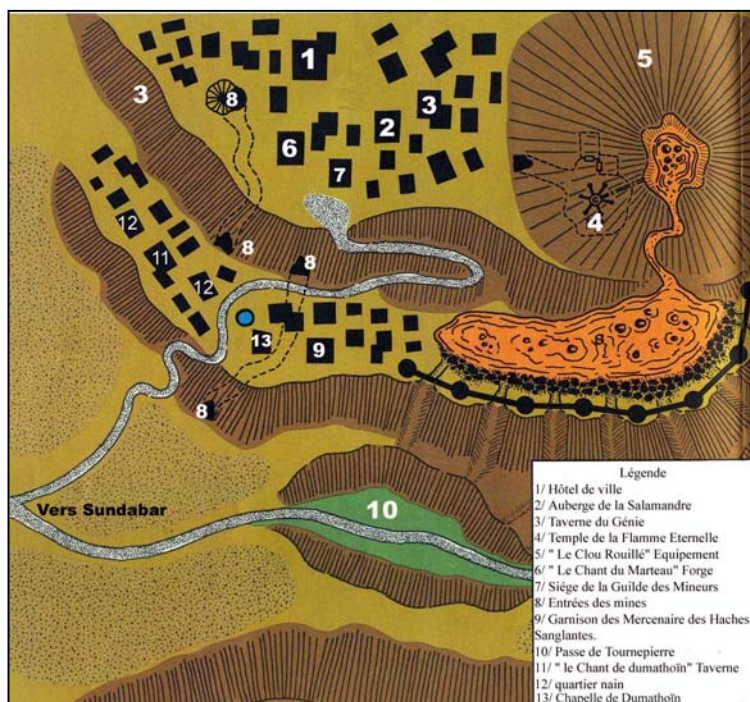 1
5
3
8
3
2
6
7
4
12
8
8
11
12
13
9
S
8
10
Vers Sundabar
Légende
1/ Hôtel de ville
2/ Auberge de la Salamandre
3/ Taverne du Génie
4/ Temple de la Flamme Eternelle
5/ "Le Clou Rouillé" Equipement
6/ " Le Chant du Marteau" Forge
7/ Siége de la Guilde des Mineurs
8/ Entrées des mines
9/ Garnison des Mercenaire des Haches
Sanglantes.
10/ Passe de Tournepierre
11/ " le Chant de dumathoïn" Taverne
12/ quartier nain
13/ Chapelle de Dumathoïn